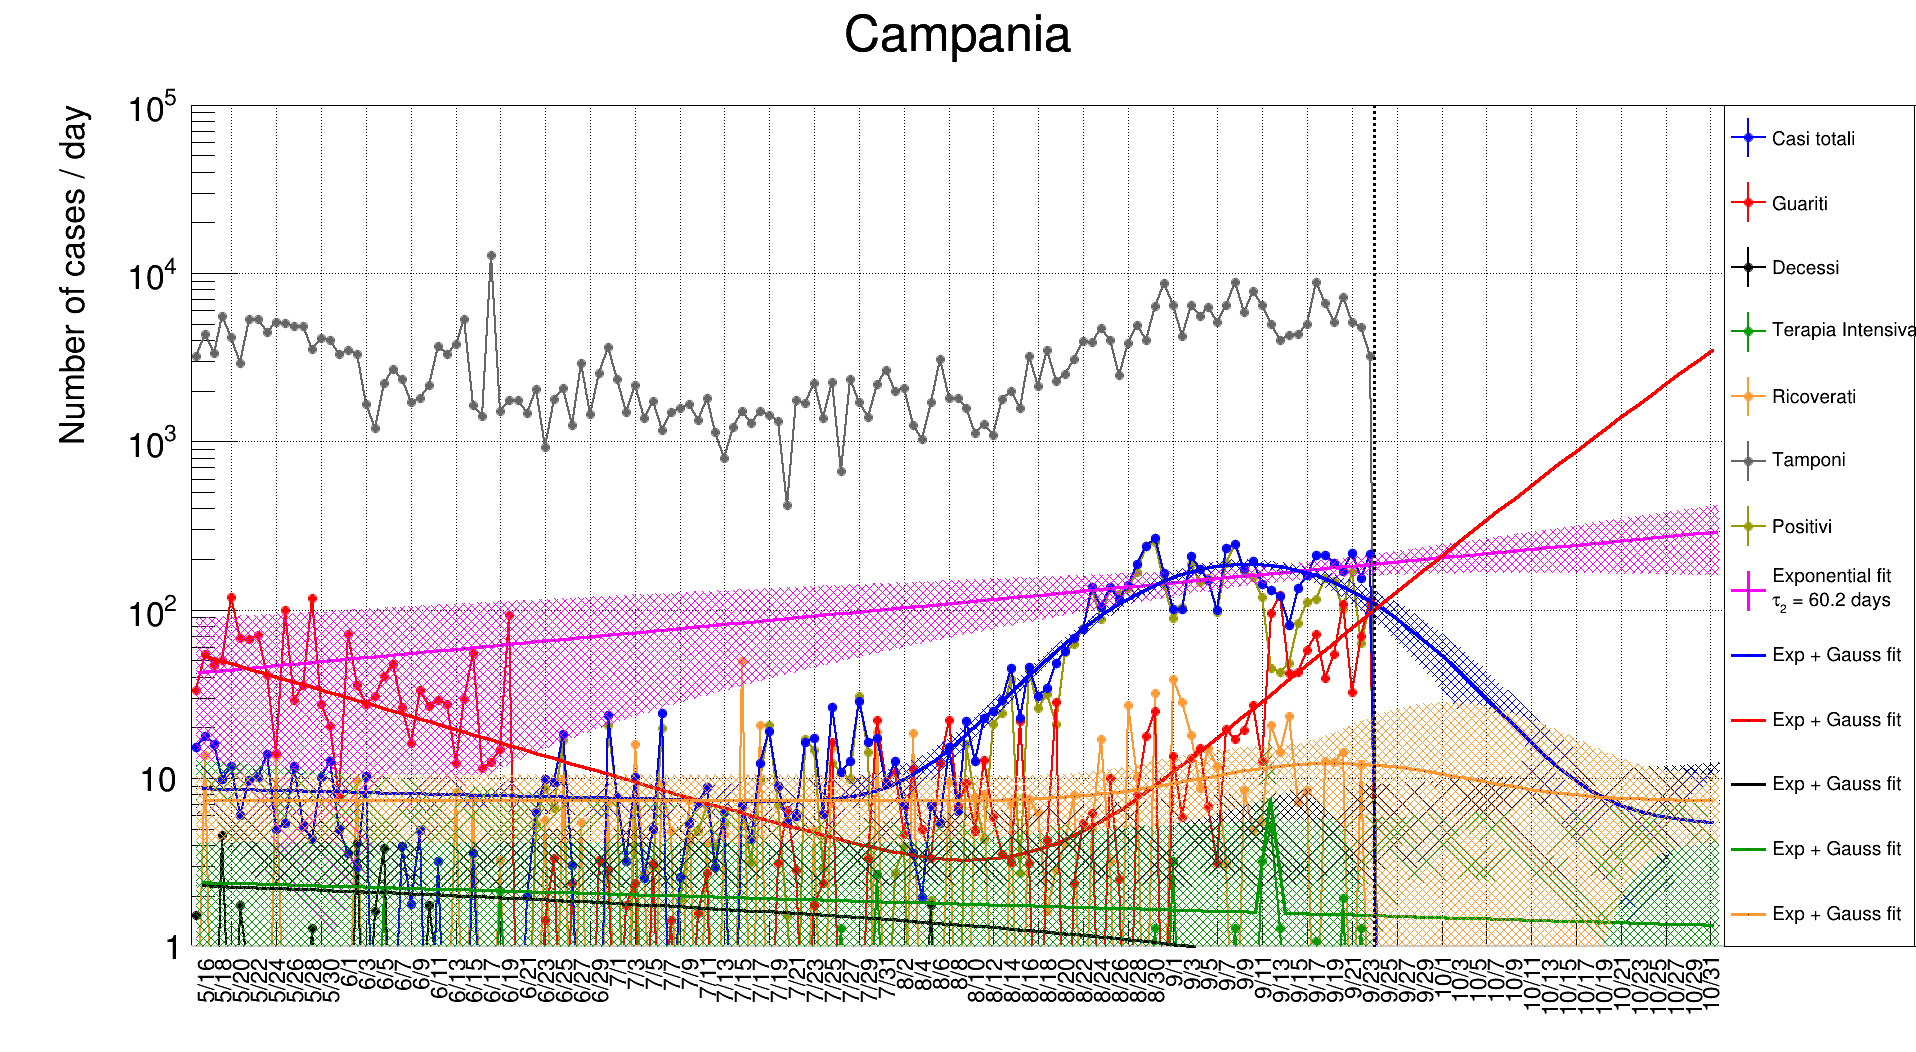 Campania
Number of cases / day
10⁵
10⁴
10³
10²
10
1
5/16 5/18 5/20 5/22 5/24 5/26 5/28 5/30 6/1 6/3 6/5 6/7 6/9 6/11 6/13 6/15 6/17 6/19 6/21 6/23 6/25 6/27 6/29 7/1 7/3 7/5 7/7 7/9 7/11 7/13 7/15 7/17 7/19 7/21 7/23 7/25 7/27 7/29 7/31 8/2 8/4 8/6 8/8 8/10 8/12 8/14 8/16 8/18 8/20 8/22 8/24 8/26 8/28 8/30 9/1 9/3 9/5 9/7 9/9 9/11 9/13 9/15 9/17 9/19 9/21 9/23 9/25 9/27 9/29 10/1 10/3 10/5 10/7 10/9 10/11 10/13 10/15 10/17 10/19 10/21 10/23 10/25 10/27 10/29 10/31
Casi totali
Guariti
Decessi
Terapia Intensiva
Ricoverati
Tamponi
Positivi
Exponential fit
τ₂ = 60.2 days
Exp + Gauss fit
Exp + Gauss fit
Exp + Gauss fit
Exp + Gauss fit
Exp + Gauss fit